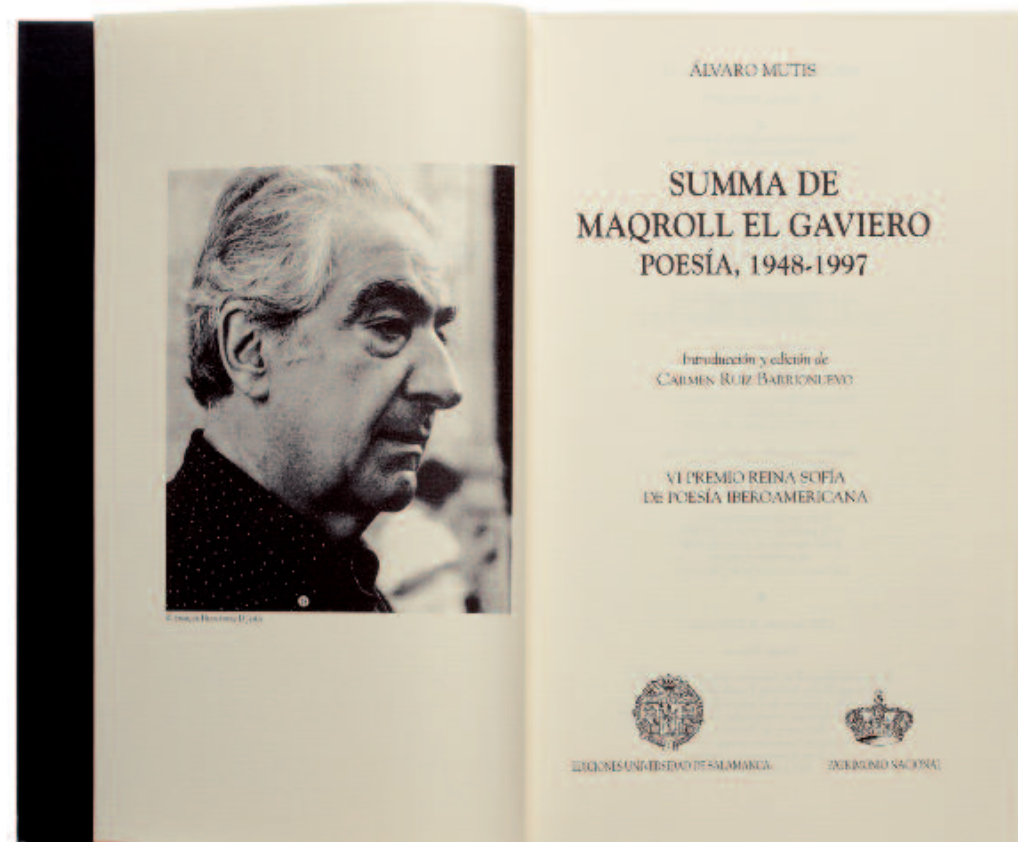 ÁLVARO MUTIS
SUMMA DE
MAQROLL EL GAVIERO
POESÍA, 1948-1997
Introducción y edición de
CARMEN RUIZ BARRIONUEVO
VI PREMIO REINA SOFÍA
DE POESÍA IBEROAMERICANA
EDICIONES UNIVERSIDAD DE SALAMANCA
PATRIMONIO NACIONAL